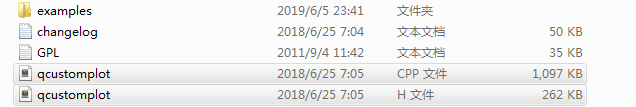 examples 2019/6/5 23:41 文件夹
changelog 2018/6/25 7:04 文本文档 50 KB
GPL 2011/9/4 11:42 文本文档 35 KB
qcustomplot 2018/6/25 7:05 CPP 文件 1,097 KB
qcustomplot 2018/6/25 7:05 H 文件 262 KB